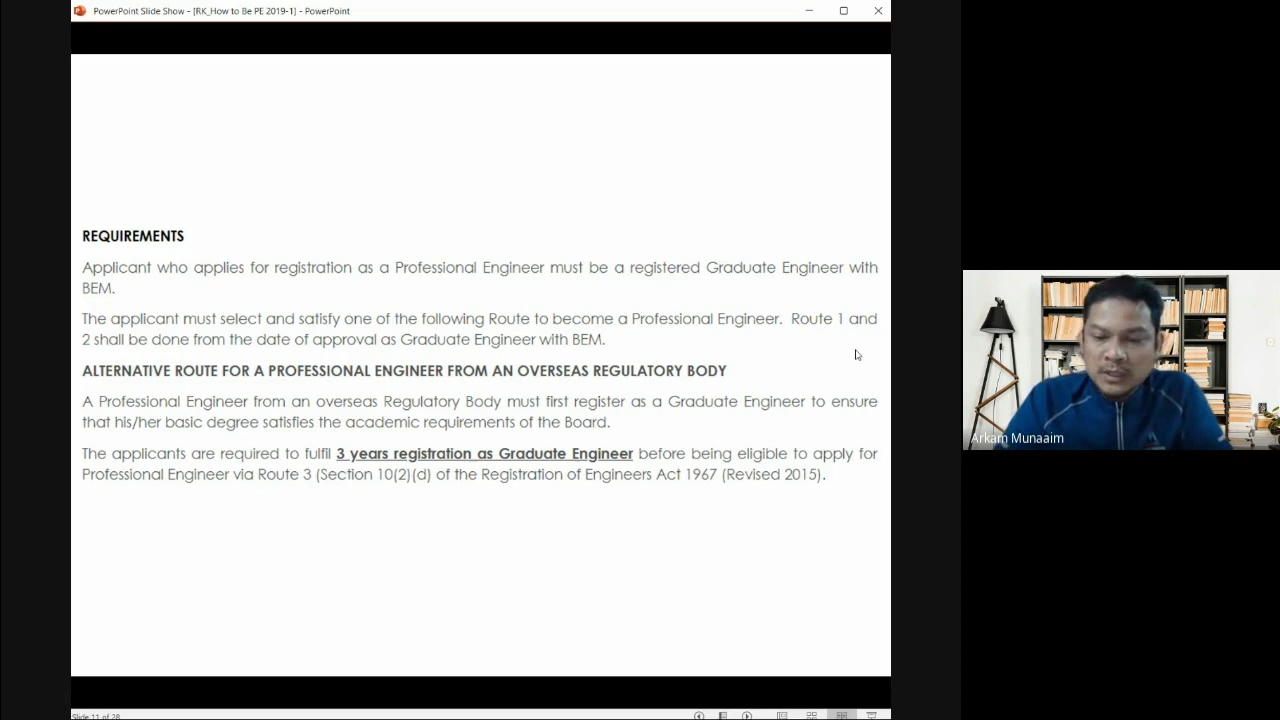 PowerPoint Slide Show - [RK_How to Be PE 2019-1] - PowerPoint
REQUIREMENTS
Applicant who applies for registration as a Professional Engineer must be a registered Graduate Engineer with
BEM.
The applicant must select and satisfy one of the following Route to become a Professional Engineer. Route 1 and
2 shall be done from the date of approval as Graduate Engineer with BEM.
ALTERNATIVE ROUTE FOR A PROFESSIONAL ENGINEER FROM AN OVERSEAS REGULATORY BODY
A Professional Engineer from an overseas Regulatory Body must first register as a Graduate Engineer to ensure
that his/her basic degree satisfies the academic requirements of the Board.
The applicants are required to fulfil 3 years registration as Graduate Engineer before being eligible to apply for
Professional Engineer via Route 3 (Section 10(2)(d) of the Registration of Engineers Act 1967 (Revised 2015).
Arkam Munaaim
Slide 11 of 28